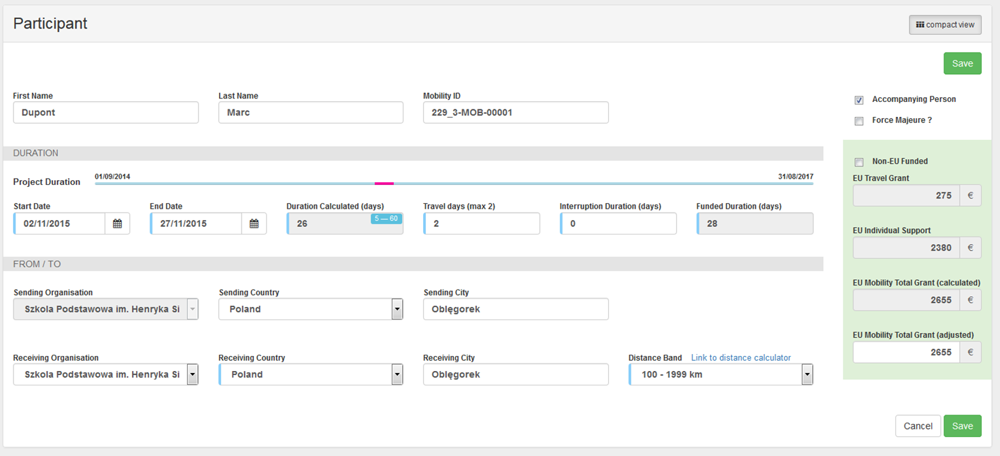 Participant
compact view
Save
First Name
Last Name
Mobility ID
Dupont
Marc
229_3-MOB-00001
Accompanying Person
Force Majeure ?
DURATION
Project Duration
01/09/2014
31/08/2017
Start Date
End Date
Duration Calculated (days)
Travel days (max 2)
Interruption Duration (days)
Funded Duration (days)
02/11/2015
27/11/2015
26
5 — 60
2
0
28
FROM / TO
Sending Organisation
Sending Country
Sending City
Szkola Podstawowa im. Henryka Si
Poland
Oblęgorek
Receiving Organisation
Receiving Country
Receiving City
Distance Band
Link to distance calculator
Szkola Podstawowa im. Henryka Si
Poland
Oblęgorek
100 - 1999 km
Non-EU Funded
EU Travel Grant
275 €
EU Individual Support
2380 €
EU Mobility Total Grant (calculated)
2655 €
EU Mobility Total Grant (adjusted)
2655 €
Cancel
Save